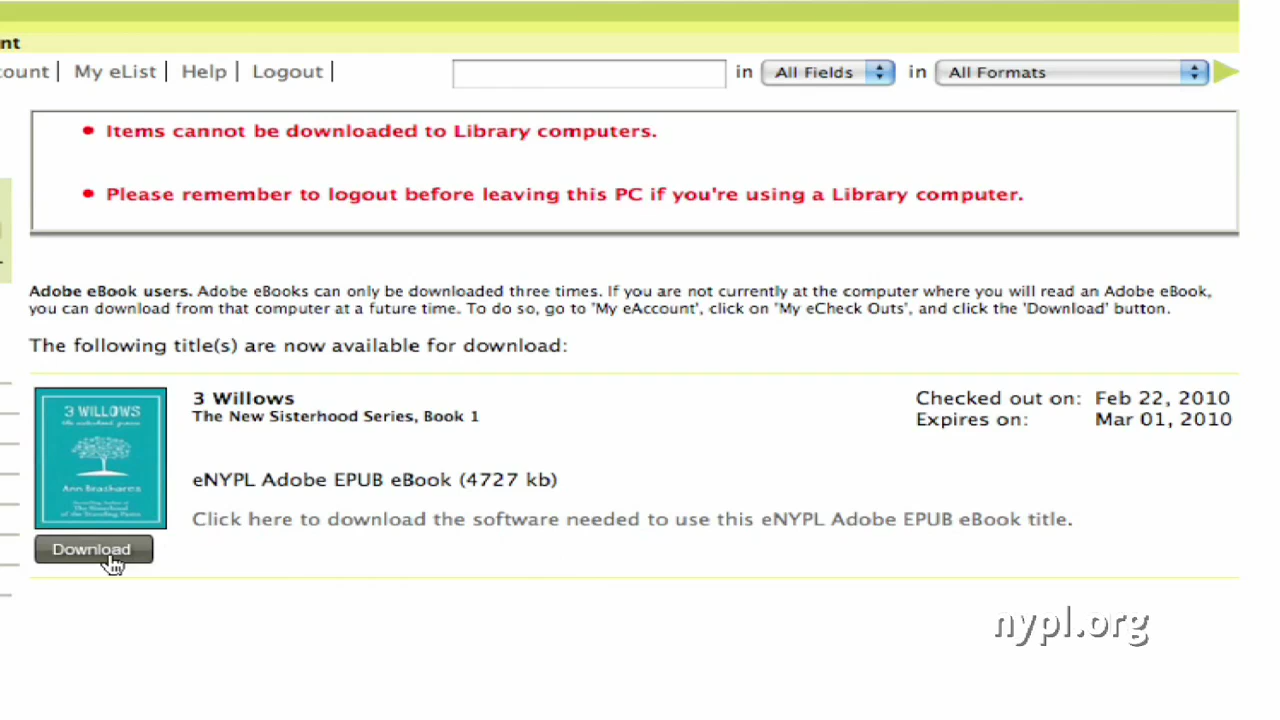 nt
count | My eList | Help | Logout |
in All Fields in All Formats
Items cannot be downloaded to Library computers.
Please remember to logout before leaving this PC if you're using a Library computer.
Adobe eBook users. Adobe eBooks can only be downloaded three times. If you are not currently at the computer where you will read an Adobe eBook,
you can download from that computer at a future time. To do so, go to 'My eAccount', click on 'My eCheck Outs', and click the 'Download' button.
The following title(s) are now available for download:
3 WILLOWS
Ann Brashares
3 Willows
The New Sisterhood Series, Book 1
Checked out on: Feb 22, 2010
Expires on: Mar 01, 2010
eNYPL Adobe EPUB eBook (4727 kb)
Click here to download the software needed to use this eNYPL Adobe EPUB eBook title.
Download
nypl.org